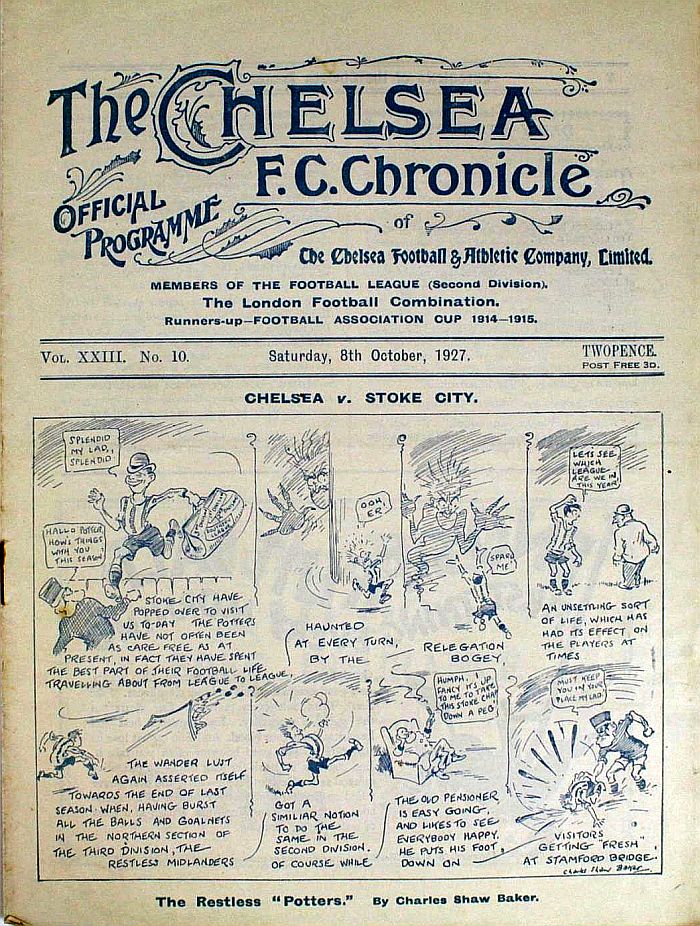 The CHELSEA
F.C. Chronicle
OFFICIAL
PROGRAMME
of
The Chelsea Football & Athletic Company, Limited.
MEMBERS OF THE FOOTBALL LEAGUE (Second Division).
The London Football Combination.
Runners-up—FOOTBALL ASSOCIATION CUP 1914—1915.
VOL. XXIII. No. 10.
Saturday, 8th October, 1927.
TWOPENCE.
POST FREE 3D.
CHELSEA v. STOKE CITY.
SPLENDID
MY LAD,
SPLENDID
HALLO POTTER,
HOW'S THINGS
WITH YOU
THIS SEASON
STOKE CITY HAVE
POPPED OVER TO VISIT
US TO-DAY THE POTTERS
HAVE NOT OFTEN BEEN
AS CARE FREE AS AT
PRESENT, IN FACT THEY HAVE SPENT
THE BEST PART OF THEIR FOOTBALL LIFE
TRAVELLING ABOUT FROM LEAGUE TO LEAGUE,
OOH
ER!
HAUNTED
AT EVERY TURN,
BY THE
SPARE
ME!
RELEGATION
BOGEY,
LETS SEE
WHICH
LEAGUE
ARE WE IN
THIS YEAR
AN UNSETTLING SORT
OF LIFE, WHICH HAS
HAD ITS EFFECT ON
THE PLAYERS AT
TIMES
THE WANDER LUST
AGAIN ASSERTED ITSELF
TOWARDS THE END OF LAST
SEASON. WHEN, HAVING BURST
ALL THE BALLS AND GOALNETS
IN THE NORTHERN SECTION OF
THE THIRD DIVISION, THE
RESTLESS MIDLANDERS
GOT A
SIMILIAR NOTION
TO DO THE
SAME IN THE
SECOND DIVISION.
OF COURSE WHILE
HUMPH.
FANCY IT'S UP
TO ME TO TAKE
THIS STOKE CHAP
DOWN A PEG
THE OLD PENSIONER
IS EASY GOING,
AND LIKES TO SEE
EVERYBODY HAPPY.
HE PUTS HIS FOOT,
DOWN ON
MUST KEEP
YOU IN YOUR
PLACE MY LAD!
VISITORS
GETTING "FRESH",
AT STAMFORD BRIDGE.
Charles Shaw Baker.
The Restless "Potters." By Charles Shaw Baker.